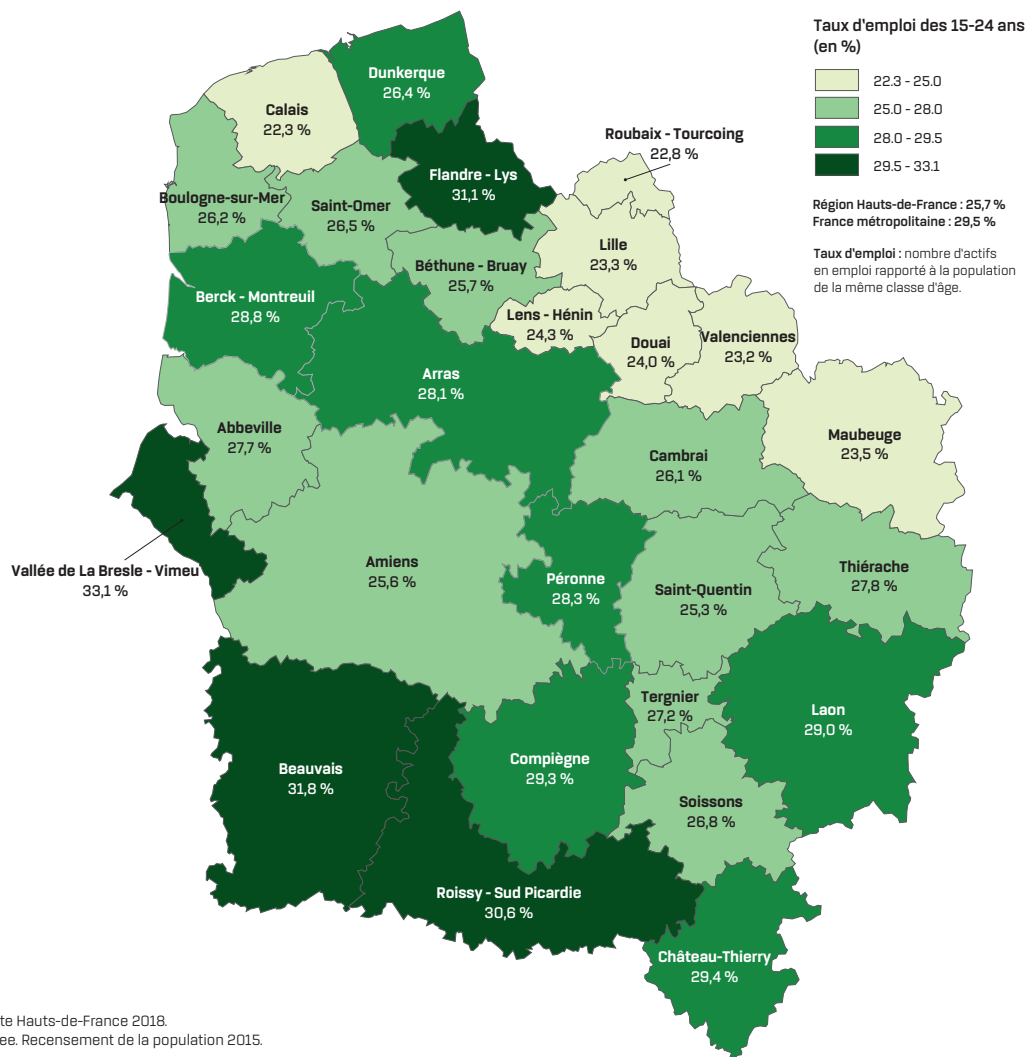 Taux d'emploi des 15-24 ans
(en %)
22.3 - 25.0
25.0 - 28.0
28.0 - 29.5
29.5 - 33.1
Région Hauts-de-France : 25,7 %
France métropolitaine : 29,5 %
Taux d'emploi : nombre d'actifs
en emploi rapporté à la population
de la même classe d'âge.
Dunkerque
26,4 %
Calais
22,3 %
Roubaix - Tourcoing
22,8 %
Flandre - Lys
31,1 %
Boulogne-sur-Mer
26,2 %
Saint-Omer
26,5 %
Lille
23,3 %
Béthune - Bruay
25,7 %
Berck - Montreuil
28,8 %
Lens - Hénin
24,3 %
Douai
24,0 %
Valenciennes
23,2 %
Arras
28,1 %
Abbeville
27,7 %
Maubeuge
23,5 %
Cambrai
26,1 %
Vallée de La Bresle - Vimeu
33,1 %
Amiens
25,6 %
Péronne
28,3 %
Saint-Quentin
25,3 %
Thiérache
27,8 %
Tergnier
27,2 %
Laon
29,0 %
Beauvais
31,8 %
Compiègne
29,3 %
Soissons
26,8 %
Roissy - Sud Picardie
30,6 %
Château-Thierry
29,4 %
te Hauts-de-France 2018.
ee. Recensement de la population 2015.